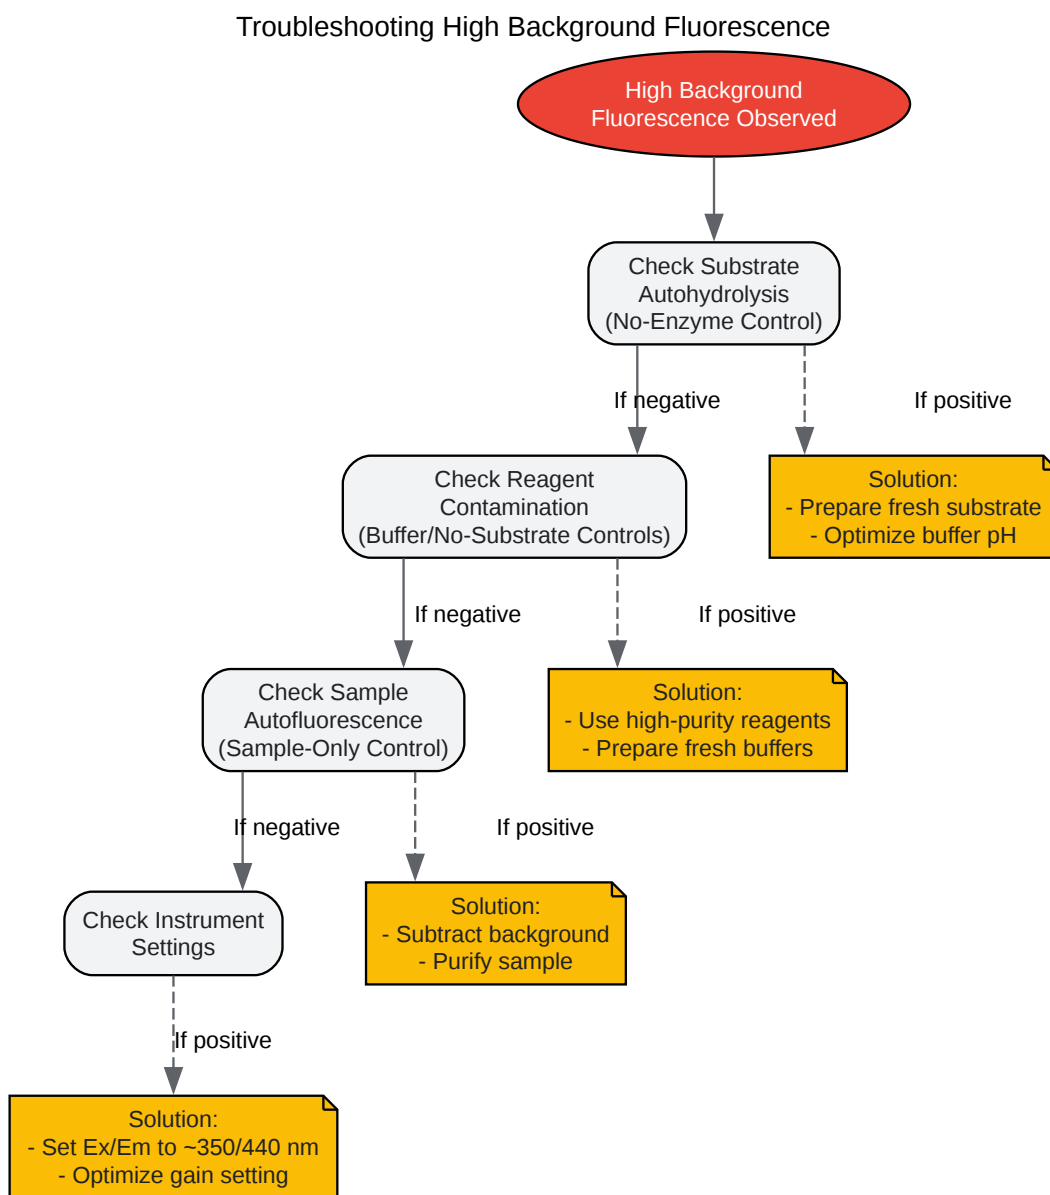 Troubleshooting High Background Fluorescence
High Background
Fluorescence Observed
Check Substrate
Autohydrolysis
(No-Enzyme Control)
If negative
If positive
Check Reagent
Contamination
(Buffer/No-Substrate Controls)
Solution:
- Prepare fresh substrate
- Optimize buffer pH
If negative
If positive
Check Sample
Autofluorescence
(Sample-Only Control)
Solution:
- Use high-purity reagents
- Prepare fresh buffers
If negative
If positive
Check Instrument
Settings
Solution:
- Subtract background
- Purify sample
If positive
Solution:
- Set Ex/Em to ~350/440 nm
- Optimize gain setting